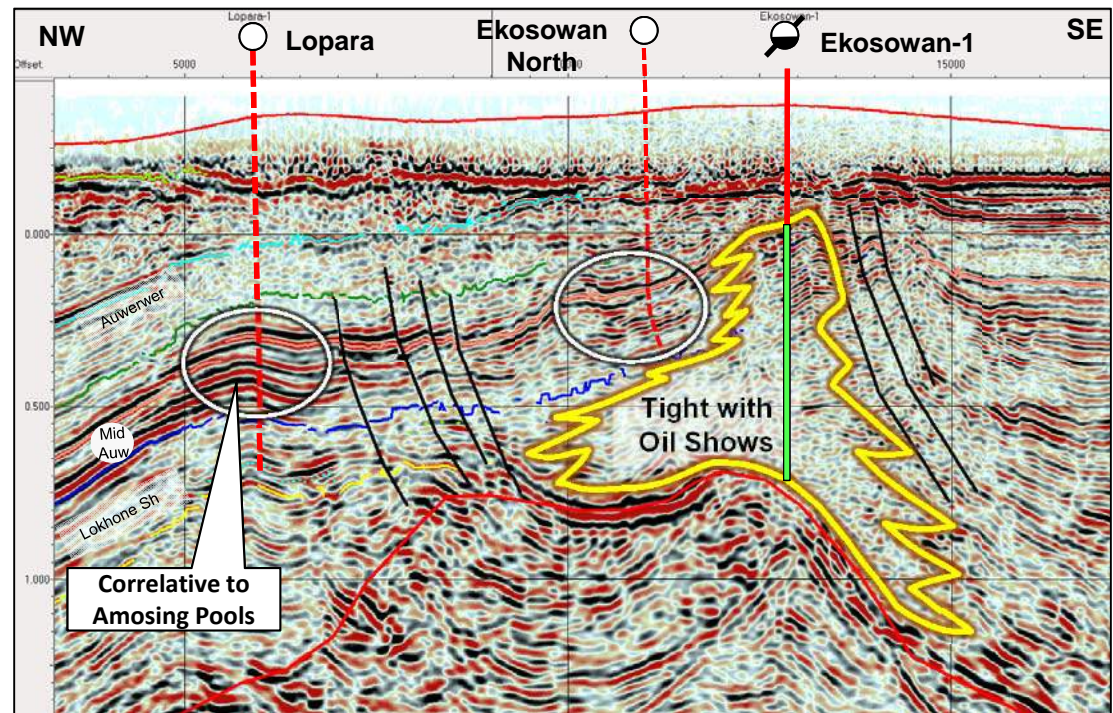 Lopara-1
Ekosowan-1
NW
Lopara
Ekosowan
North
Ekosowan-1
SE
Offset.
5000
15000
0.000
Auwerwer
0.500
Mid
Auw
Tight with
Oil Shows
Lokhone Sh
1.000
Correlative to
Amosing Pools